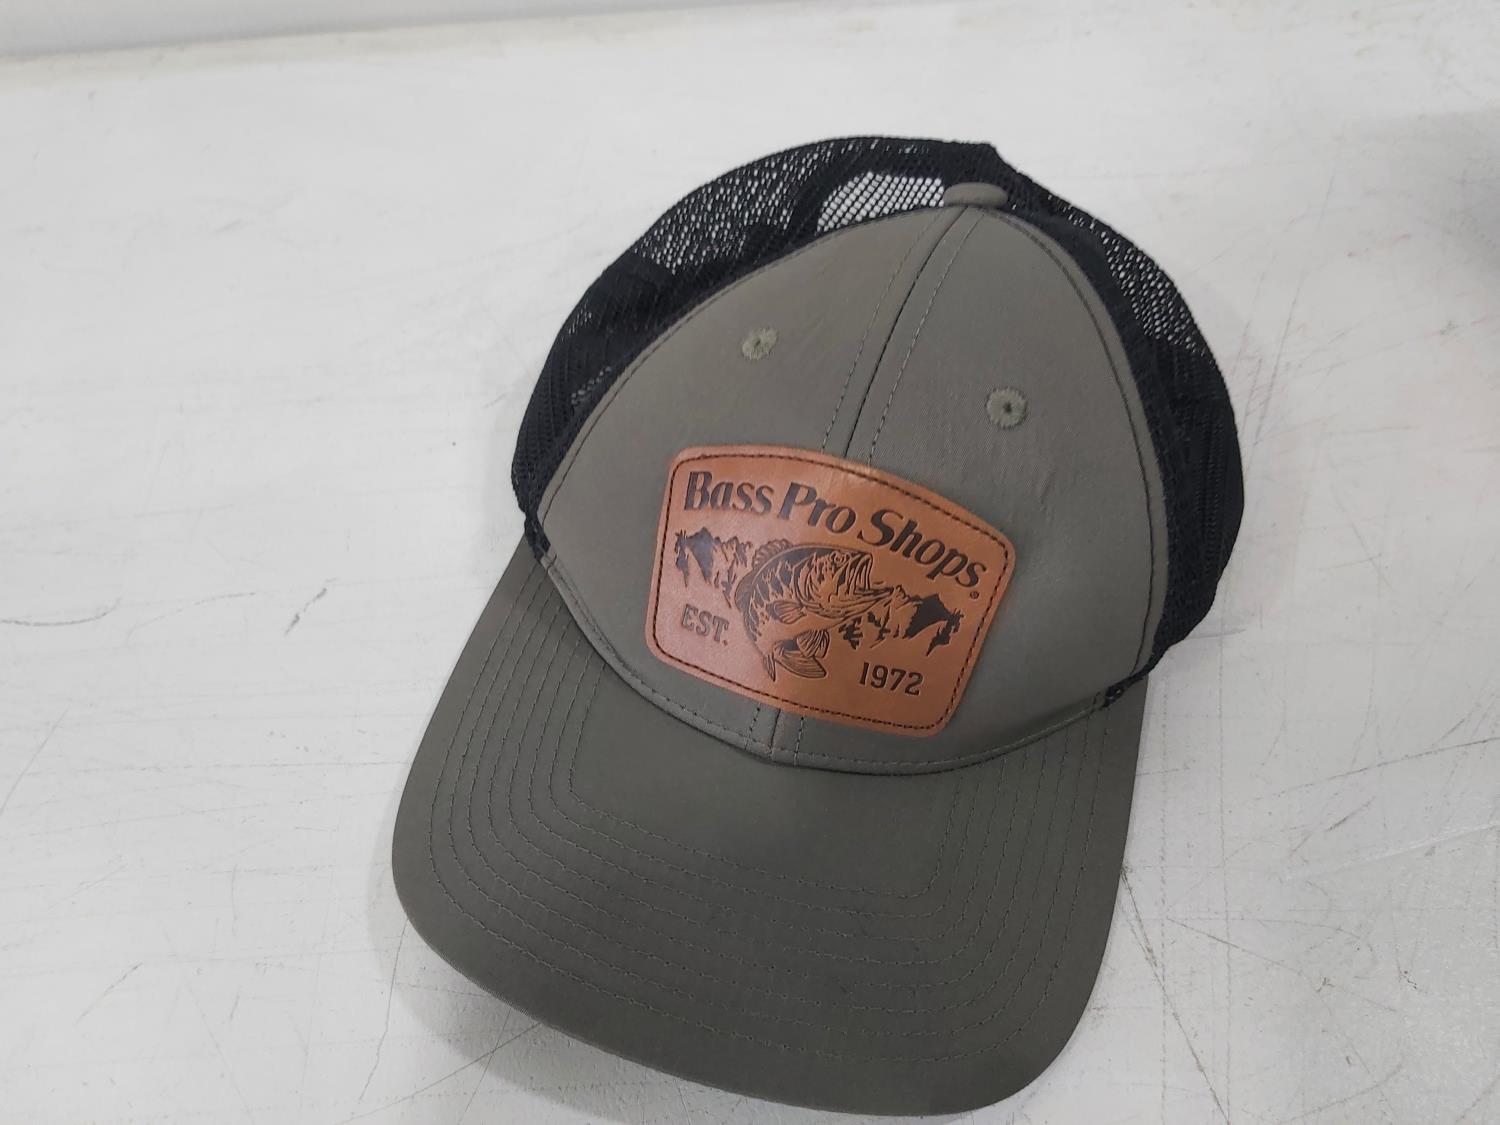 Bass Pro Shops®
EST. 1972